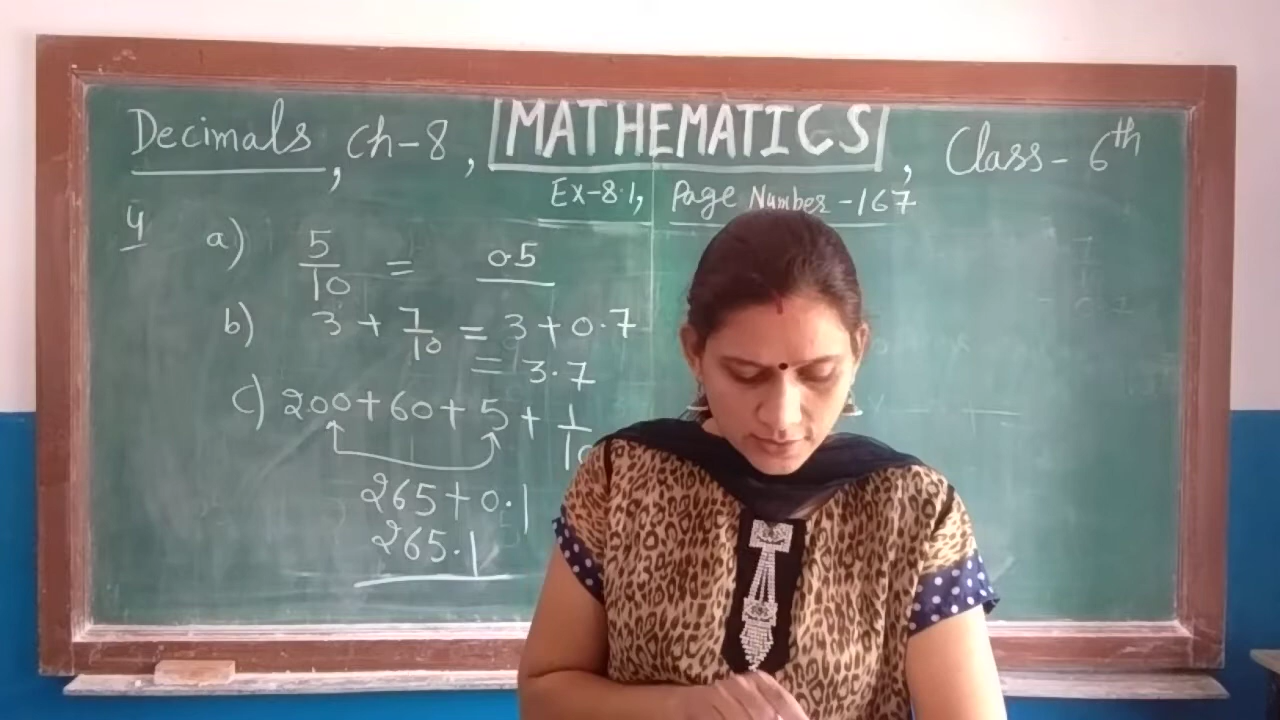 Decimals, Ch-8, MATHEMATICS, Class- 6th
Ex-8.1, Page Number -167
4 a) 5/10 = 0.5
b) 3 + 7/10 = 3 + 0.7
= 3.7
c) 200 + 60 + 5 + 1/10
265 + 0.1
265.1